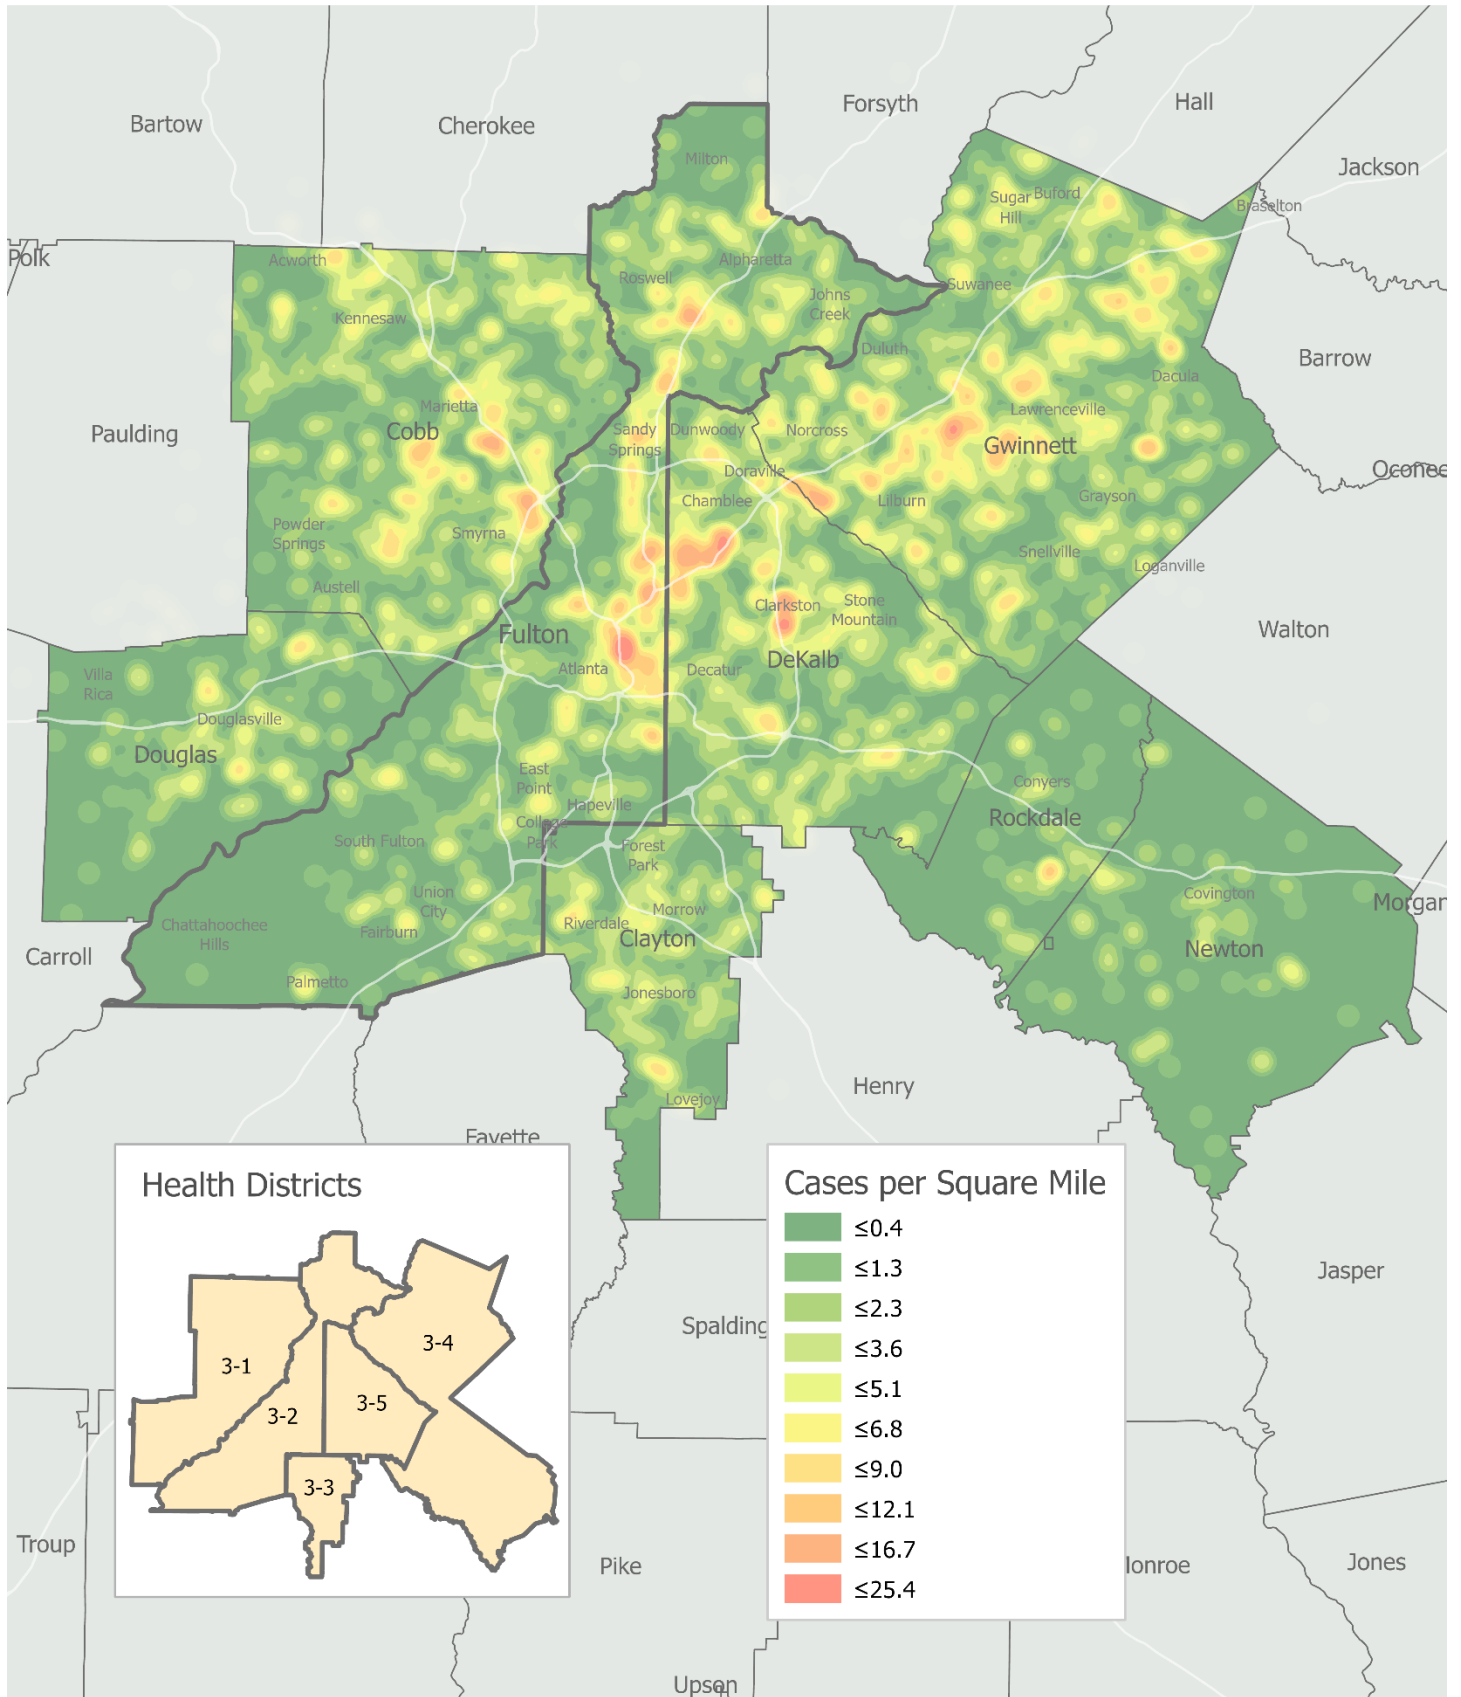 Forsyth
Hall
Bartow
Cherokee
Milton
Jackson
Sugar
Hill
Buford
Braselton
Polk
Acworth
Alpharetta
Roswell
Suwanee
Johns
Creek
Kennesaw
Duluth
Barrow
Dacula
Marietta
Lawrenceville
Paulding
Cobb
Sandy
Springs
Dunwoody
Norcross
Gwinnett
Doraville
Oconee
Chamblee
Lilburn
Grayson
Powder
Springs
Smyrna
Snellville
Loganville
Austell
Clarkston
Stone
Mountain
Walton
Fulton
Atlanta
Decatur
DeKalb
Villa
Rica
Douglasville
Douglas
East
Point
Conyers
Hapeville
Rockdale
College
Park
South Fulton
Forest
Park
Union
City
Covington
Morgan
Morrow
Riverdale
Chattahoochee
Hills
Fairburn
Clayton
Newton
Carroll
Palmetto
Jonesboro
Henry
Lovejoy
Fayette
Health Districts
3-1
3-2
3-3
3-4
3-5
Cases per Square Mile
≤0.4
≤1.3
≤2.3
≤3.6
≤5.1
≤6.8
≤9.0
≤12.1
≤16.7
≤25.4
Jasper
Spalding
Troup
Pike
lonroe
Jones
Upson